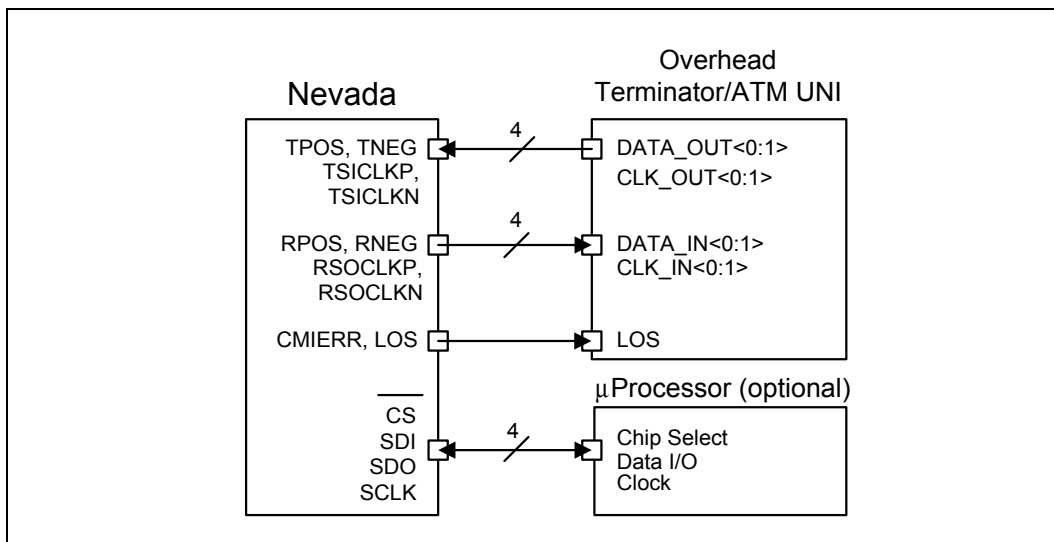 Nevada
Overhead
Terminator/ATM UNI
TPOS, TNEG
TSICLKP,
TSICLKN
4
DATA_OUT<0:1>
CLK_OUT<0:1>
RPOS, RNEG
RSOCLKP,
RSOCLKN
4
DATA_IN<0:1>
CLK_IN<0:1>
CMIERR, LOS
LOS
μProcessor (optional)
CS
SDI
SDO
SCLK
4
Chip Select
Data I/O
Clock